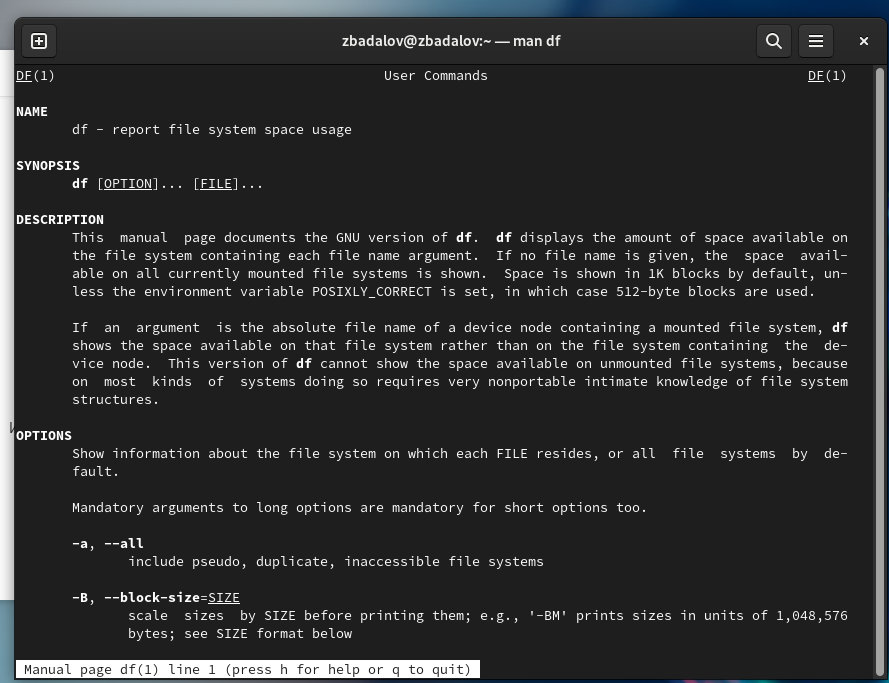 zbadalov@zbadalov:~ — man df
DF(1) User Commands DF(1)
NAME
df - report file system space usage
SYNOPSIS
df [OPTION]... [FILE]...
DESCRIPTION
This manual page documents the GNU version of df. df displays the amount of space available on
the file system containing each file name argument. If no file name is given, the space avail-
able on all currently mounted file systems is shown. Space is shown in 1K blocks by default, un-
less the environment variable POSIXLY_CORRECT is set, in which case 512-byte blocks are used.
If an argument is the absolute file name of a device node containing a mounted file system, df
shows the space available on that file system rather than on the file system containing the de-
vice node. This version of df cannot show the space available on unmounted file systems, because
on most kinds of systems doing so requires very nonportable intimate knowledge of file system
structures.
OPTIONS
Show information about the file system on which each FILE resides, or all file systems by de-
fault.
Mandatory arguments to long options are mandatory for short options too.
-a, --all
include pseudo, duplicate, inaccessible file systems
-B, --block-size=SIZE
scale sizes by SIZE before printing them; e.g., '-BM' prints sizes in units of 1,048,576
bytes; see SIZE format below
Manual page df(1) line 1 (press h for help or q to quit)